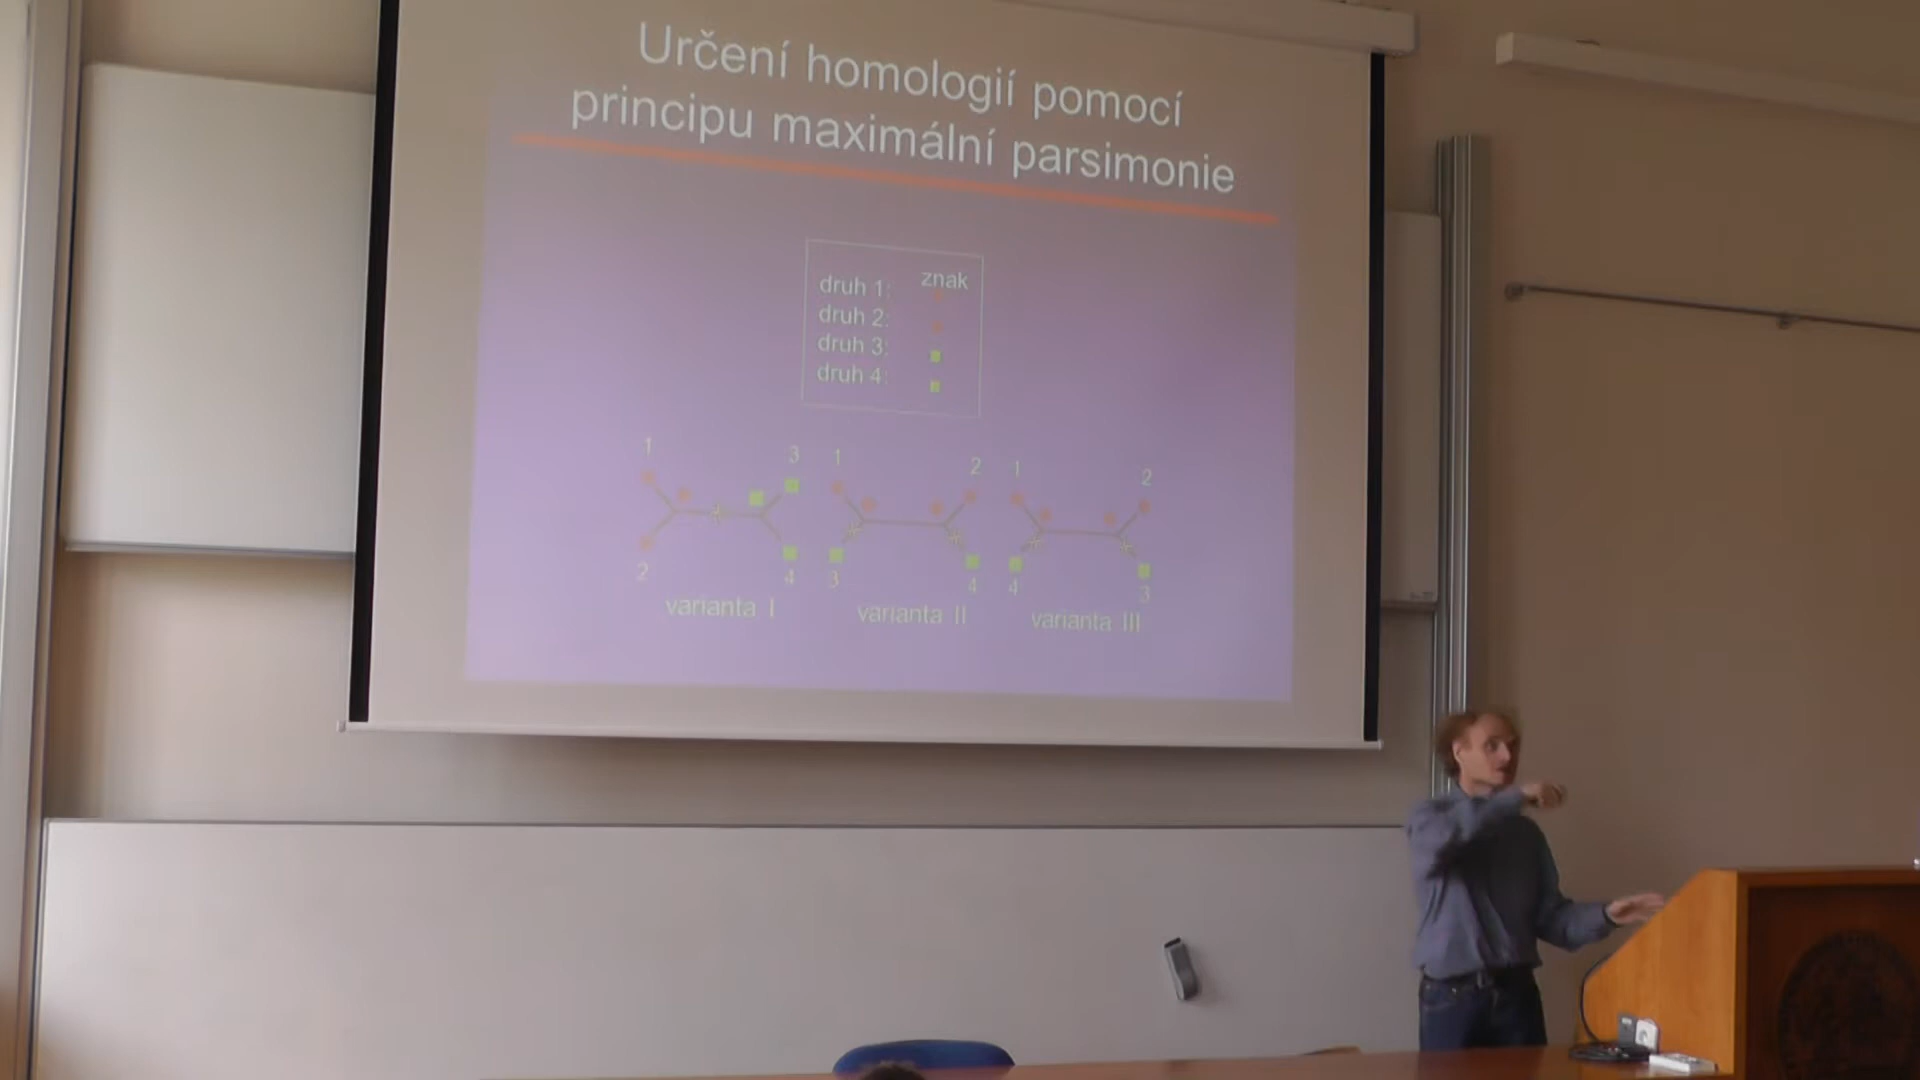 Určení homologií pomocí
principu maximální parsimonie
znak
druh 1:
druh 2:
druh 3:
druh 4:
1 3 1 2 1 2
2 4 3 4 4 3
varianta I varianta II varianta III